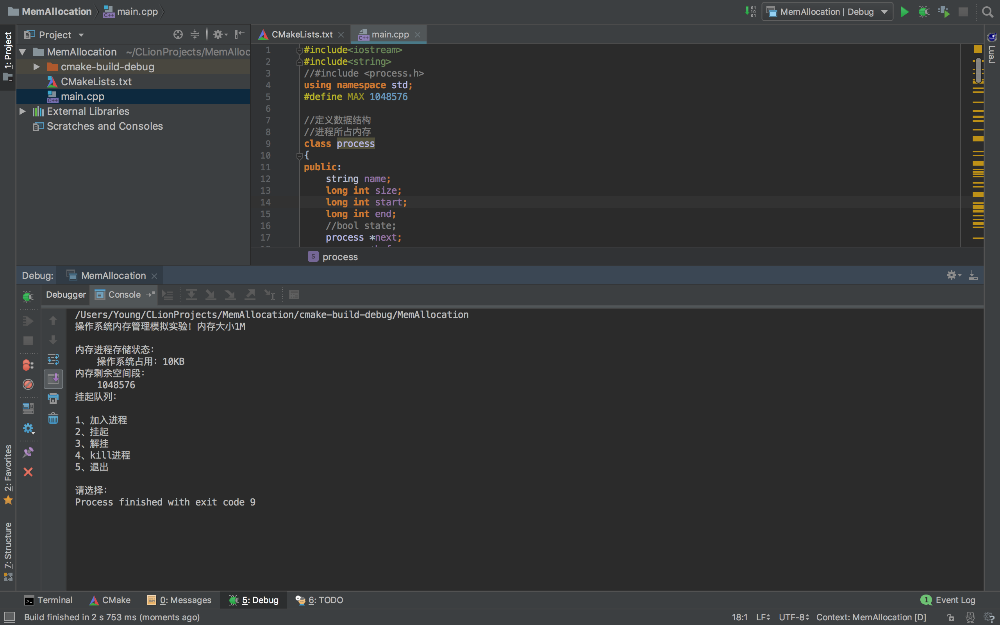 MemAllocation main.cpp MemAllocation | Debug
1: Project
Project
MemAllocation ~/CLionProjects/MemAlloc
cmake-build-debug
CMakeLists.txt
main.cpp
External Libraries
Scratches and Consoles
CMakeLists.txt main.cpp
1 #include<iostream>
2 #include<string>
3 //#include <process.h>
4 using namespace std;
5 #define MAX 1048576
6
7 //定义数据结构
8 //进程所占内存
9 class process
10 {
11 public:
12 string name;
13 long int size;
14 long int start;
15 long int end;
16 //bool state;
17 process *next;
S process
LuaJ
Debug: MemAllocation
Debugger Console
/Users/Young/CLionProjects/MemAllocation/cmake-build-debug/MemAllocation
操作系统内存管理模拟实验！内存大小1M
内存进程存储状态：
操作系统占用：10KB
内存剩余空间段：
1048576
挂起队列：
1、加入进程
2、挂起
3、解挂
4、kill进程
5、退出
请选择：
Process finished with exit code 9
2: Favorites
7: Structure
Terminal CMake 0: Messages 5: Debug 6: TODO 1 Event Log
Build finished in 2 s 753 ms (moments ago) 18:1 LF UTF-8 Context: MemAllocation [D]